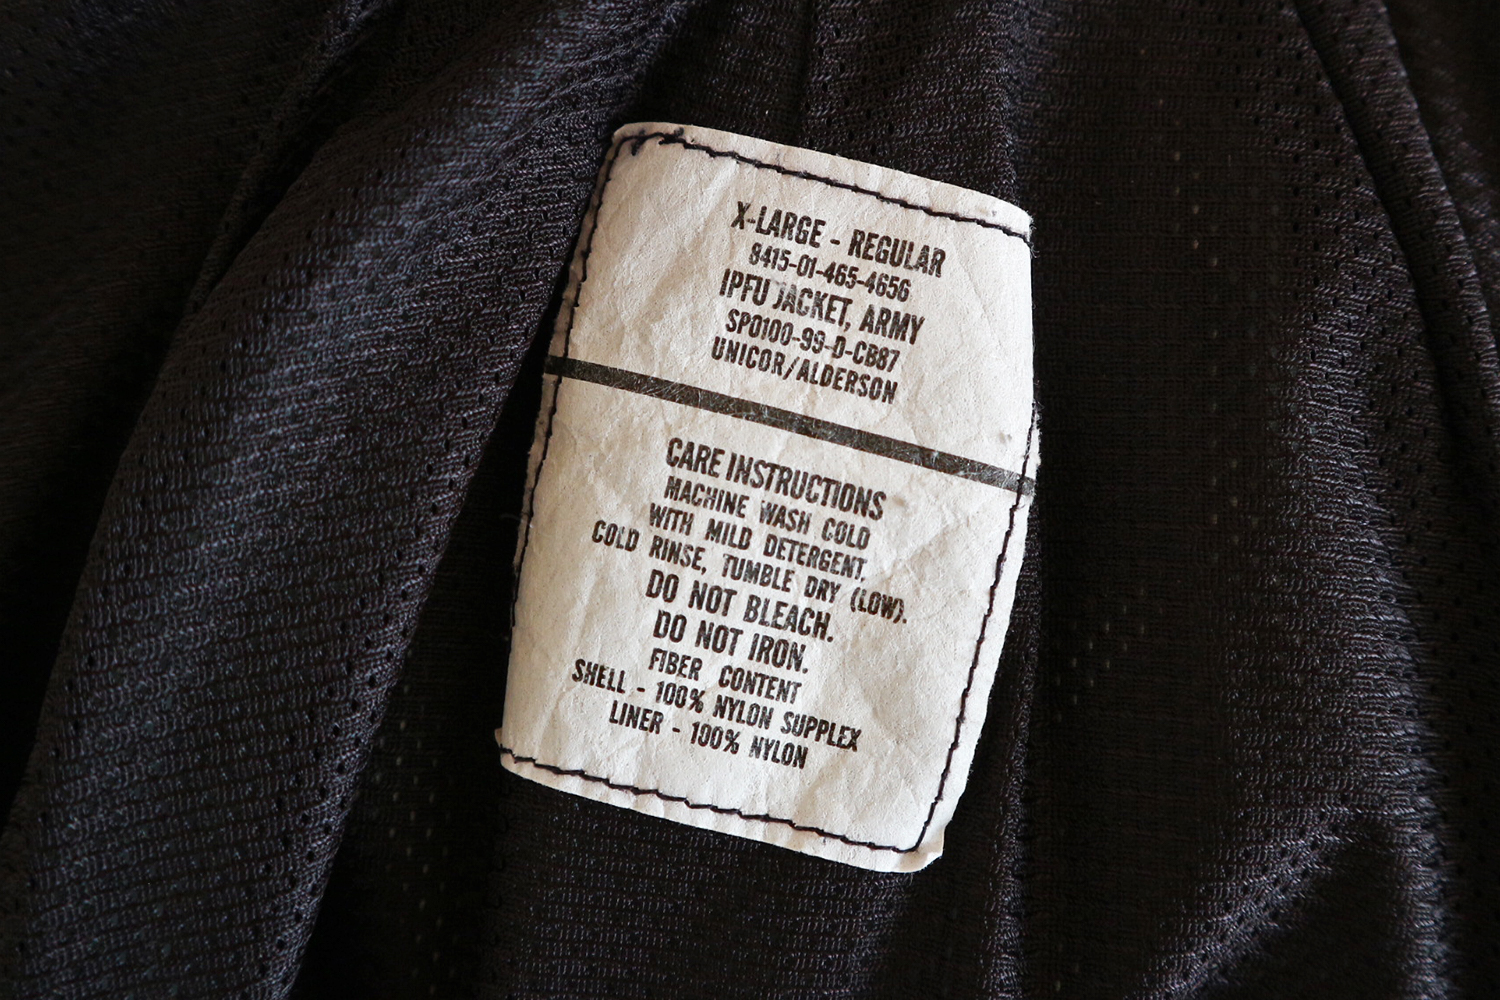 X-LARGE - REGULAR
8415-01-465-4656
IPFU JACKET, ARMY
SP0100-99-D-CB87
UNICOR/ALDERSON
CARE INSTRUCTIONS
MACHINE WASH COLD
WITH MILD DETERGENT.
COLD RINSE, TUMBLE DRY (LOW).
DO NOT BLEACH.
DO NOT IRON.
FIBER CONTENT
SHELL - 100% NYLON SUPPLEX
LINER - 100% NYLON